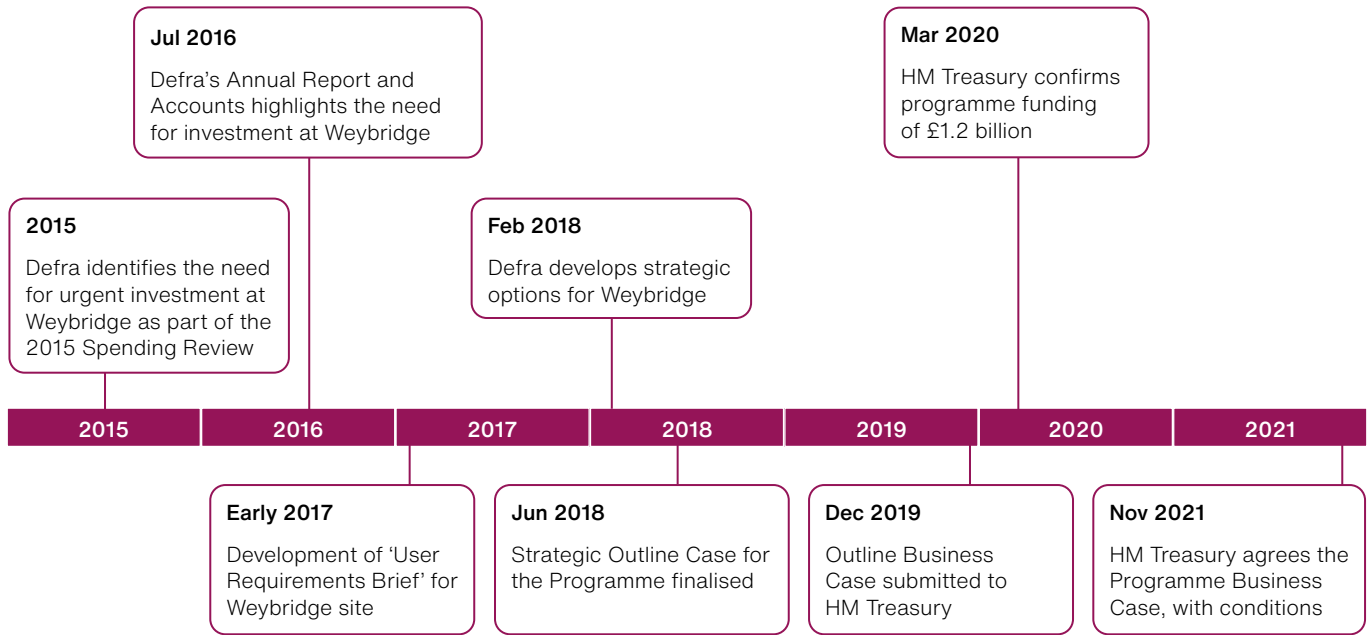 Jul 2016
Defra's Annual Report and
Accounts highlights the need
for investment at Weybridge
Mar 2020
HM Treasury confirms
programme funding
of £1.2 billion
2015
Defra identifies the need
for urgent investment at
Weybridge as part of the
2015 Spending Review
Feb 2018
Defra develops strategic
options for Weybridge
2015
2016
2017
2018
2019
2020
2021
Early 2017
Development of ‘User
Requirements Brief’ for
Weybridge site
Jun 2018
Strategic Outline Case for
the Programme finalised
Dec 2019
Outline Business
Case submitted to
HM Treasury
Nov 2021
HM Treasury agrees the
Programme Business
Case, with conditions